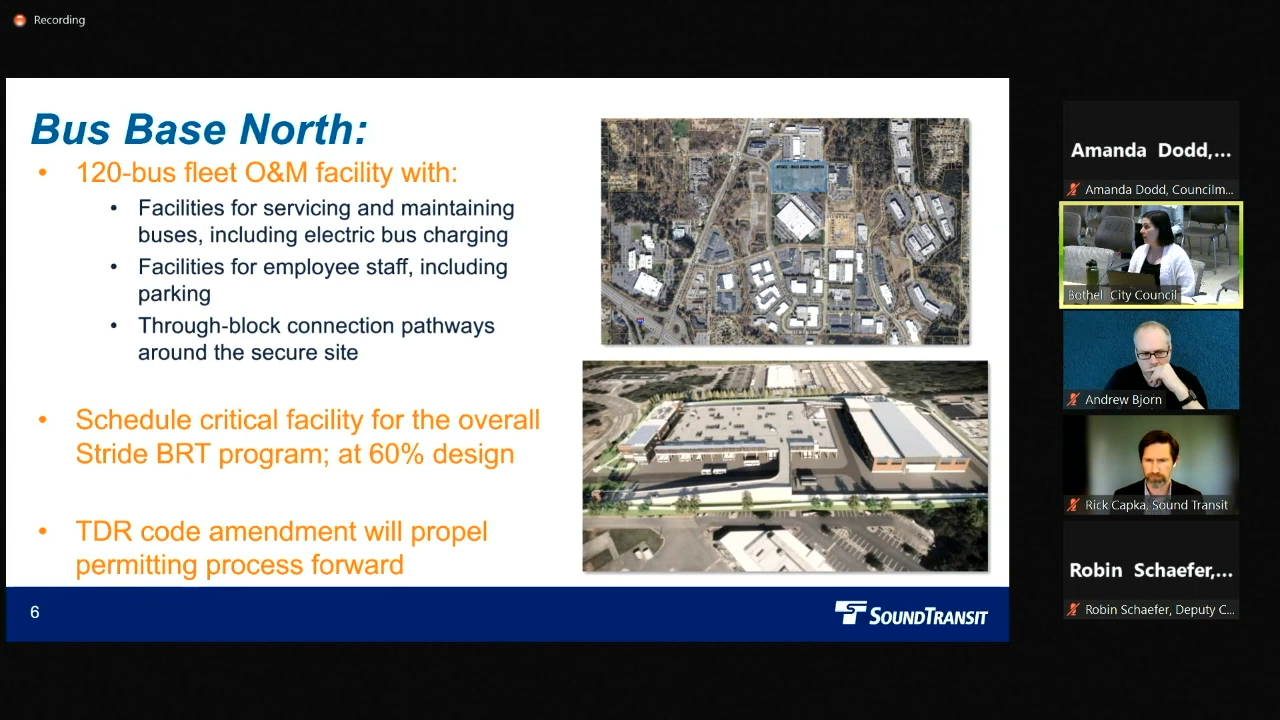 Recording
Bus Base North:
• 120-bus fleet O&M facility with:
• Facilities for servicing and maintaining
buses, including electric bus charging
• Facilities for employee staff, including
parking
• Through-block connection pathways
around the secure site
• Schedule critical facility for the overall
Stride BRT program; at 60% design
• TDR code amendment will propel
permitting process forward
6
SOUNDTRANSIT
Amanda Dodd,...
Amanda Dodd, Councilm...
Bothell City Council
Andrew Bjorn
Rick Capka, Sound Transit
Robin Schaefer,...
Robin Schaefer, Deputy C...